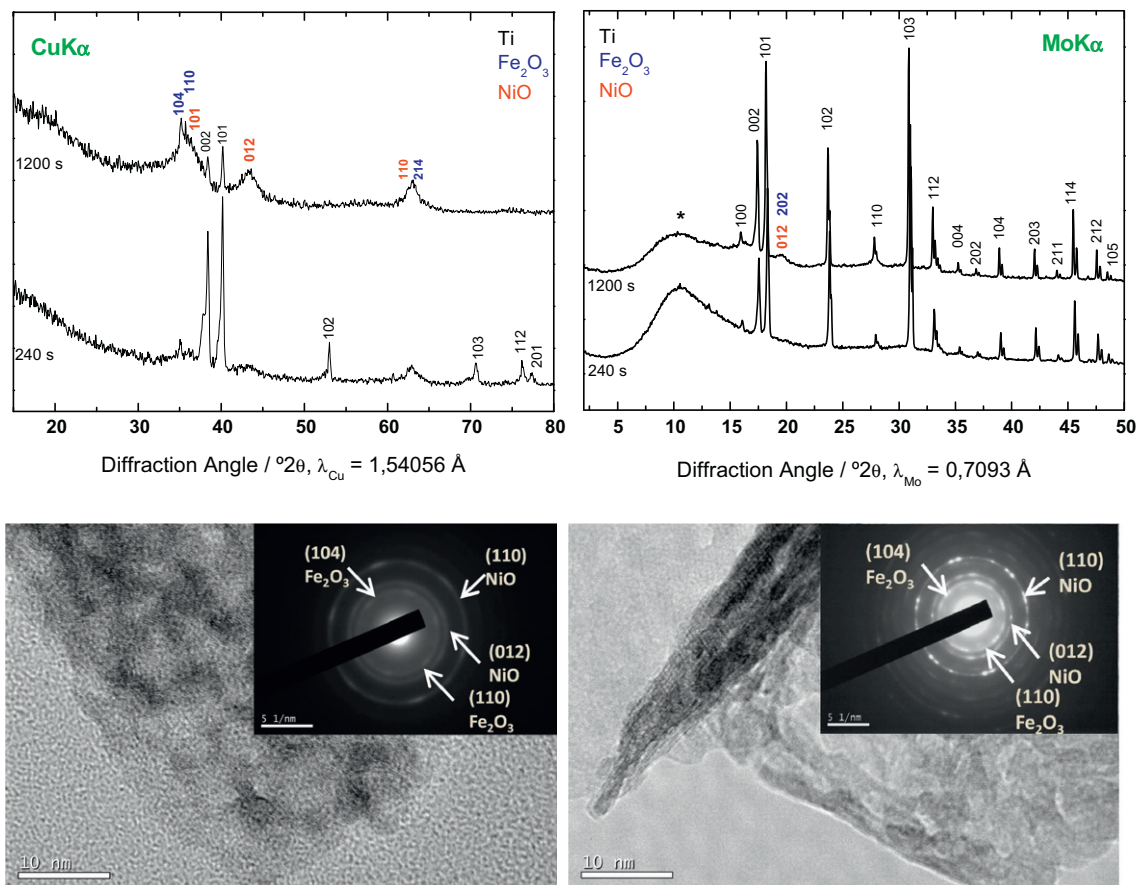 CuKα
Ti
Fe₂O₃
NiO
104
110
101
002
101
012
110
214
1200 s
240 s
102
103
112
201
20 30 40 50 60 70 80
Diffraction Angle / º2θ, λCu = 1,54056 Å
Ti
Fe₂O₃
NiO
MoKα
103
101
002
102
112
114
*
100
012 202
110
004
202
104
203
211
212
105
1200 s
240 s
5 10 15 20 25 30 35 40 45 50
Diffraction Angle / º2θ, λMo = 0,7093 Å
(104)
Fe₂O₃
(110)
NiO
(012)
NiO
(110)
Fe₂O₃
5 1/nm
10 nm
(104)
Fe₂O₃
(110)
NiO
(012)
NiO
(110)
Fe₂O₃
5 1/nm
10 nm